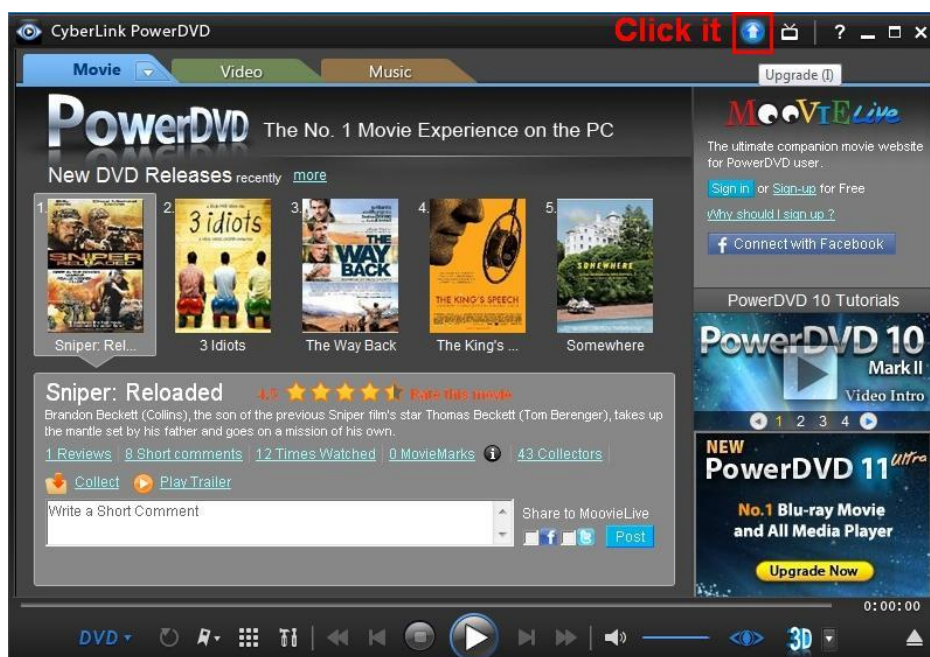 CyberLink PowerDVD
Click it
?
Movie
Video
Music
Upgrade (I)
PowerDVD The No. 1 Movie Experience on the PC
New DVD Releases recently more
1.
2.
3.
4.
5.
SNIPER
3 idiots
THE WAY BACK
THE KING'S SPEECH
SOMEWHERE
Sniper: Rel...
3 Idiots
The Way Back
The King's ...
Somewhere
Sniper: Reloaded 4.5 Rate this movie
Brandon Beckett (Collins), the son of the previous Sniper film's star Thomas Beckett (Tom Berenger), takes up
the mantle set by his father and goes on a mission of his own.
1 Reviews 8 Short comments 12 Times Watched 0 MovieMarks i 43 Collectors
Collect Play Trailer
Write a Short Comment
Share to MoovieLive
f t Post
MooVIE Live
The ultimate companion movie website
for PowerDVD user.
Sign in or Sign-up for Free
Why should I sign up ?
f Connect with Facebook
PowerDVD 10 Tutorials
PowerDVD 10
Mark II
Video Intro
1 2 3 4
NEW
PowerDVD 11 Ultra
No.1 Blu-ray Movie
and All Media Player
Upgrade Now
0:00:00
DVD
3D